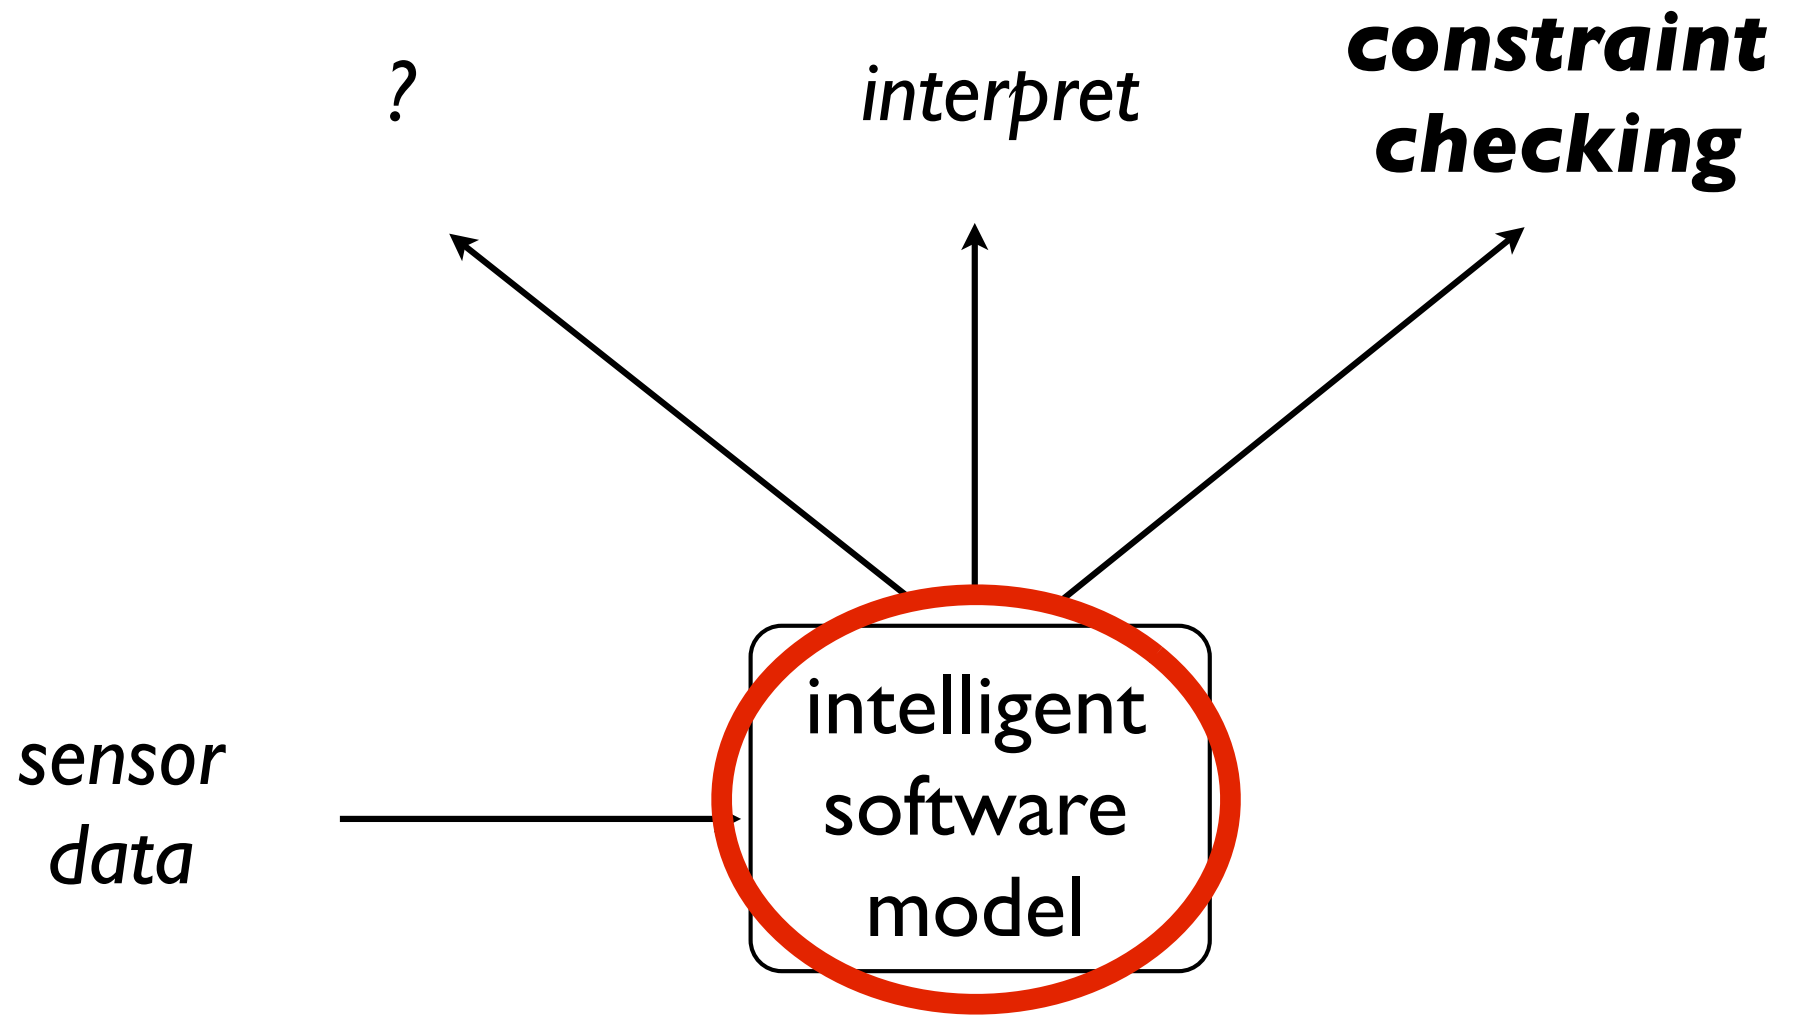 ?
interpret
constraint
checking
sensor
data
intelligent
software
model